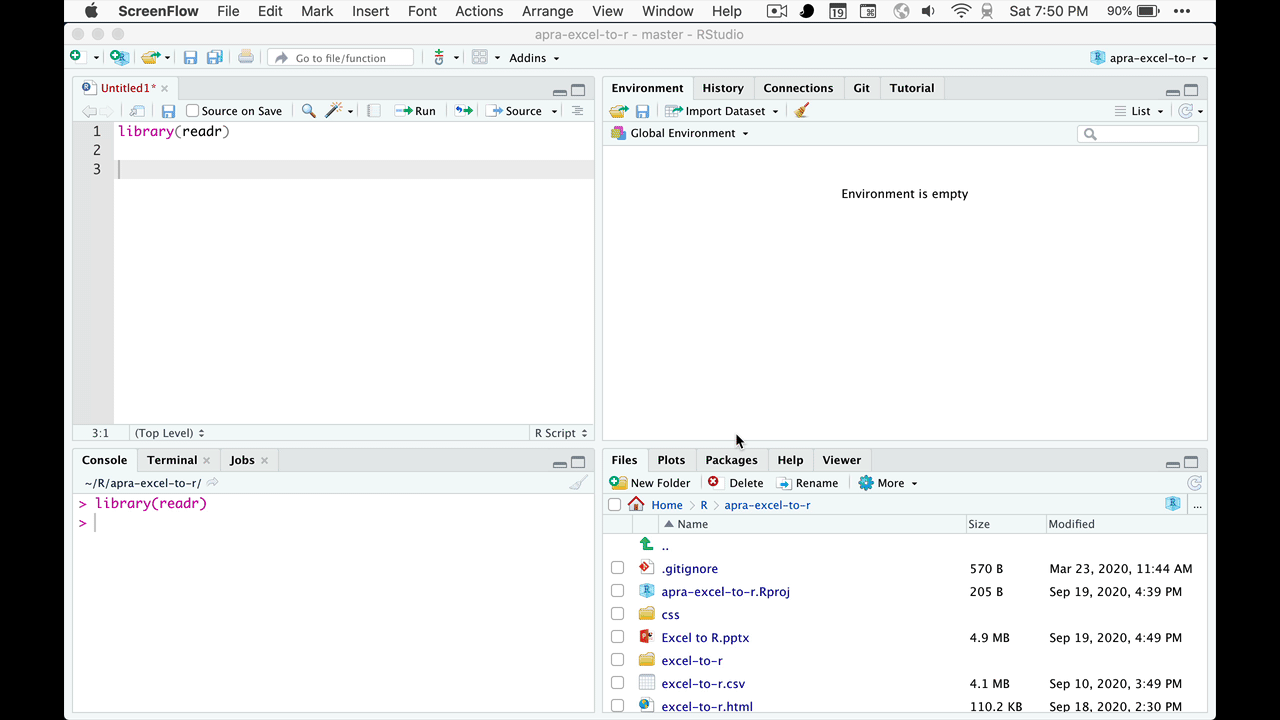 ScreenFlow File Edit Mark Insert Font Actions Arrange View Window Help 19 Sat 7:50 PM 90%
apra-excel-to-r - master - RStudio
Go to file/function Addins apra-excel-to-r
Untitled1*
Source on Save Run Source
1 library(readr)
2
3
3:1 (Top Level) R Script
Environment History Connections Git Tutorial
Import Dataset List
Global Environment
Environment is empty
Console Terminal Jobs
~/R/apra-excel-to-r/
> library(readr)
>
Files Plots Packages Help Viewer
New Folder Delete Rename More
Home R apra-excel-to-r ...
Name Size Modified
..
.gitignore 570 B Mar 23, 2020, 11:44 AM
apra-excel-to-r.Rproj 205 B Sep 19, 2020, 4:39 PM
css
Excel to R.pptx 4.9 MB Sep 19, 2020, 4:49 PM
excel-to-r
excel-to-r.csv 4.1 MB Sep 10, 2020, 3:49 PM
excel-to-r.html 110.2 KB Sep 18, 2020, 2:30 PM